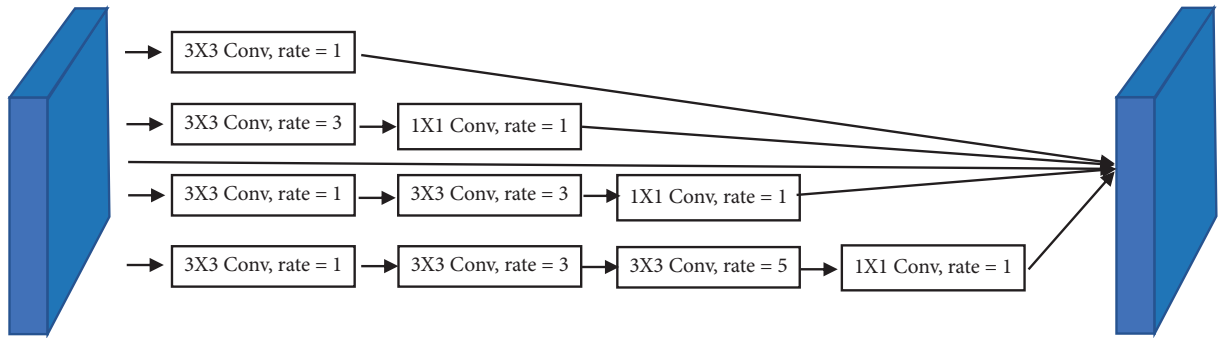 3X3 Conv, rate = 1
3X3 Conv, rate = 3
1X1 Conv, rate = 1
3X3 Conv, rate = 1
3X3 Conv, rate = 3
1X1 Conv, rate = 1
3X3 Conv, rate = 1
3X3 Conv, rate = 3
3X3 Conv, rate = 5
1X1 Conv, rate = 1